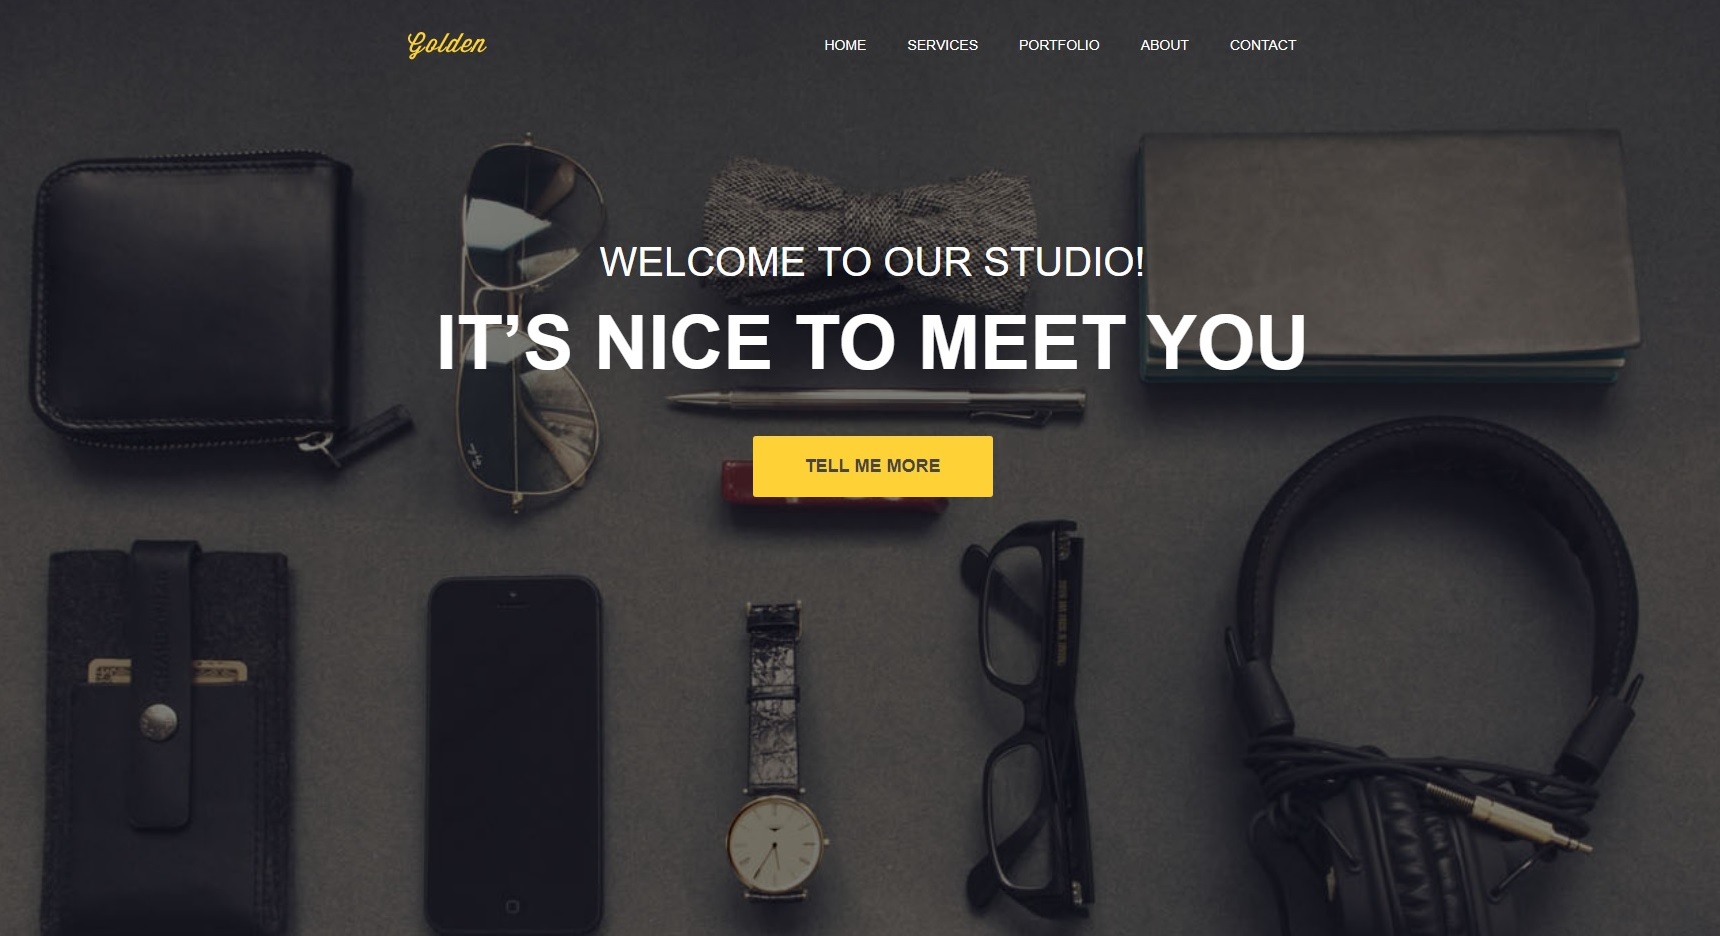 Golden
HOME SERVICES PORTFOLIO ABOUT CONTACT
WELCOME TO OUR STUDIO!
IT’S NICE TO MEET YOU
TELL ME MORE